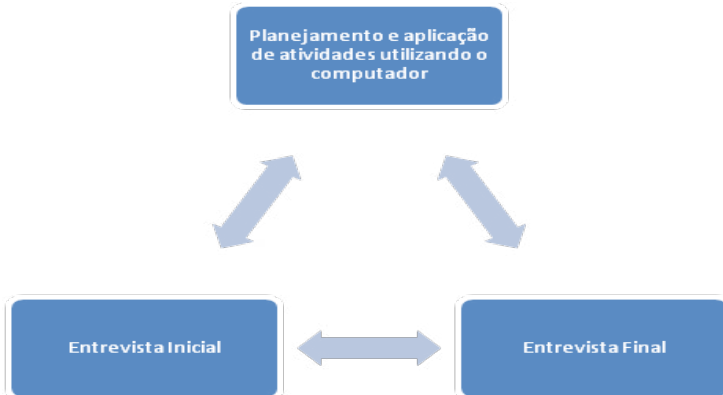 Planejamento e aplicação
de atividades utilizando o
computador
Entrevista Inicial
Entrevista Final